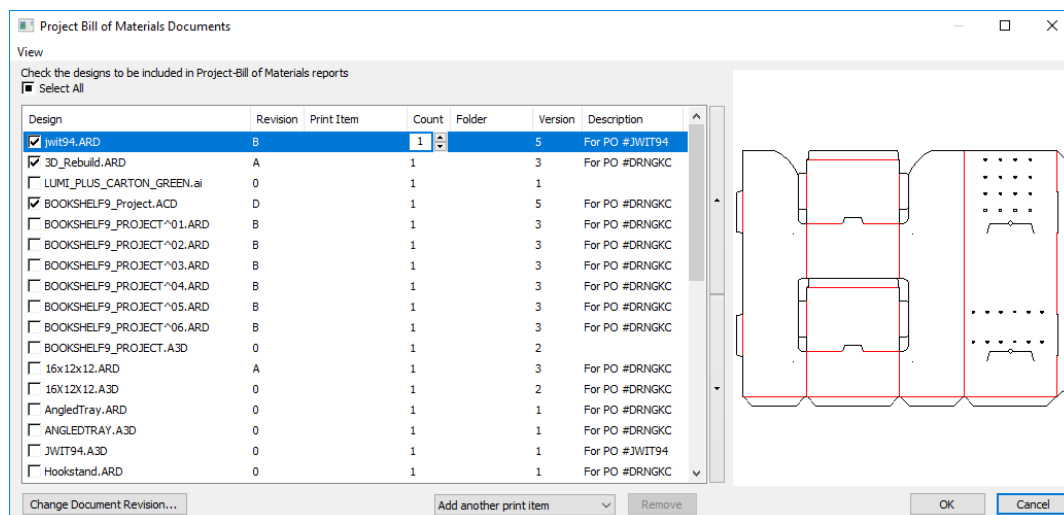 Project Bill of Materials Documents
View
Check the designs to be included in Project-Bill of Materials reports
Select All
Design Revision Print Item Count Folder Version Description
jwit94.ARD B 1 5 For PO #JWIT94
3D_Rebuild.ARD A 1 3 For PO #DRNGKC
LUMI_PLUS_CARTON_GREEN.ai 0 1 1
BOOKSHELF9_Project.ACD D 1 5 For PO #DRNGKC
BOOKSHELF9_PROJECT^01.ARD B 1 3 For PO #DRNGKC
BOOKSHELF9_PROJECT^02.ARD B 1 3 For PO #DRNGKC
BOOKSHELF9_PROJECT^03.ARD B 1 3 For PO #DRNGKC
BOOKSHELF9_PROJECT^04.ARD B 1 3 For PO #DRNGKC
BOOKSHELF9_PROJECT^05.ARD B 1 3 For PO #DRNGKC
BOOKSHELF9_PROJECT^06.ARD B 1 3 For PO #DRNGKC
BOOKSHELF9_PROJECT.A3D 0 1 2
16x12x12.ARD A 1 3 For PO #DRNGKC
16X12X12.A3D 0 1 2 For PO #DRNGKC
AngledTray.ARD 0 1 1 For PO #DRNGKC
ANGLEDTRAY.A3D 0 1 1 For PO #DRNGKC
JWIT94.A3D 0 1 1 For PO #JWIT94
Hookstand.ARD 0 1 1 For PO #DRNGKC
Change Document Revision... Add another print item Remove OK Cancel